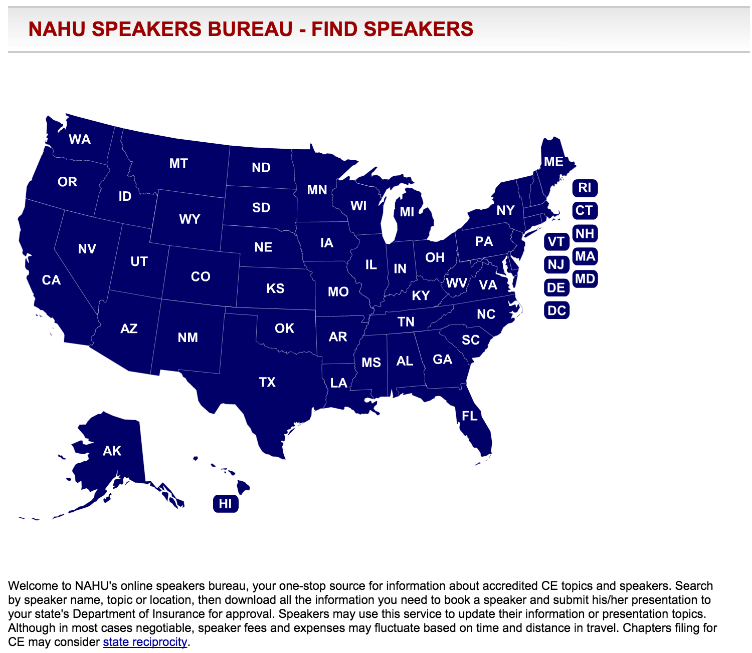 NAHU SPEAKERS BUREAU - FIND SPEAKERS
WA
OR
ID
MT
ND
MN
WI
MI
ME
NY
RI
CT
NH
VT
MA
NJ
MD
DE
DC
SD
WY
NV
UT
CA
CO
NE
IA
IL
IN
OH
PA
KS
MO
KY
WV
VA
AZ
NM
OK
AR
TN
NC
SC
TX
LA
MS
AL
GA
FL
AK
HI
Welcome to NAHU's online speakers bureau, your one-stop source for information about accredited CE topics and speakers. Search
by speaker name, topic or location, then download all the information you need to book a speaker and submit his/her presentation to
your state's Department of Insurance for approval. Speakers may use this service to update their information or presentation topics.
Although in most cases negotiable, speaker fees and expenses may fluctuate based on time and distance in travel. Chapters filing for
CE may consider state reciprocity.